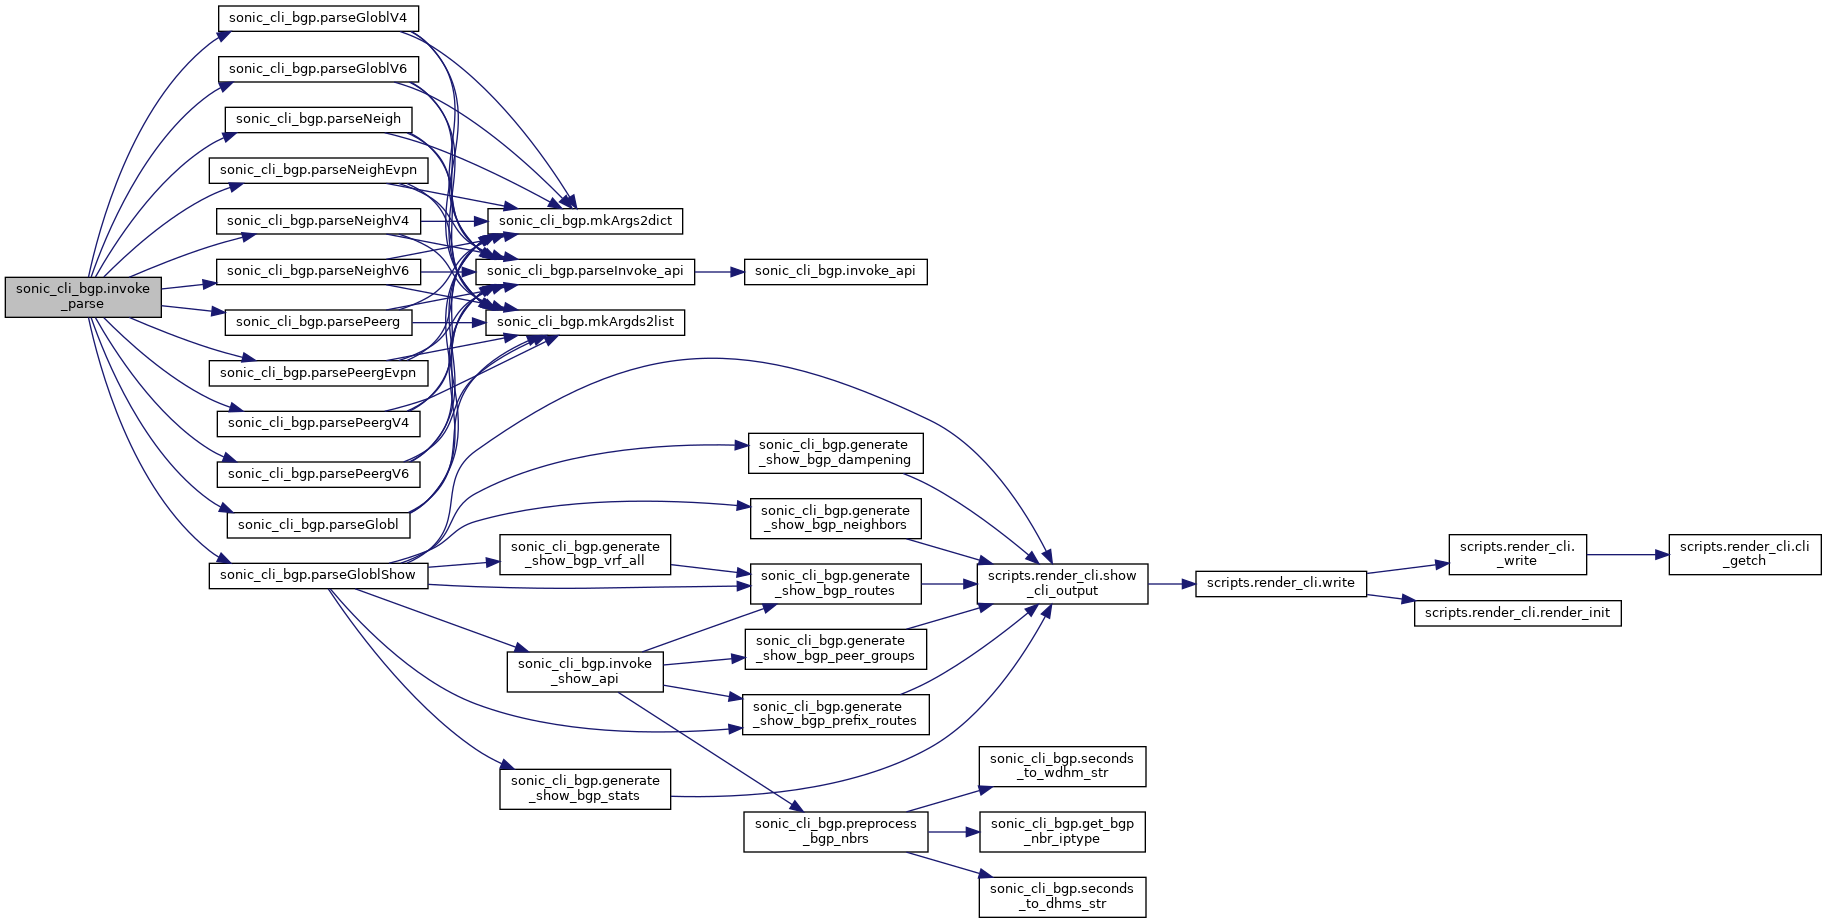 sonic_cli_bgp.invoke
_parse
sonic_cli_bgp.parseGloblV4
sonic_cli_bgp.parseGloblV6
sonic_cli_bgp.parseNeigh
sonic_cli_bgp.parseNeighEvpn
sonic_cli_bgp.parseNeighV4
sonic_cli_bgp.parseNeighV6
sonic_cli_bgp.parsePeerg
sonic_cli_bgp.parsePeergEvpn
sonic_cli_bgp.parsePeergV4
sonic_cli_bgp.parsePeergV6
sonic_cli_bgp.parseGlobl
sonic_cli_bgp.parseGloblShow
sonic_cli_bgp.mkArgs2dict
sonic_cli_bgp.parseInvoke_api
sonic_cli_bgp.mkArgds2list
sonic_cli_bgp.generate
_show_bgp_vrf_all
sonic_cli_bgp.invoke
_show_api
sonic_cli_bgp.generate
_show_bgp_stats
sonic_cli_bgp.invoke_api
sonic_cli_bgp.generate
_show_bgp_dampening
sonic_cli_bgp.generate
_show_bgp_neighbors
sonic_cli_bgp.generate
_show_bgp_routes
sonic_cli_bgp.generate
_show_bgp_peer_groups
sonic_cli_bgp.generate
_show_bgp_prefix_routes
sonic_cli_bgp.preprocess
_bgp_nbrs
scripts.render_cli.show
_cli_output
sonic_cli_bgp.seconds
_to_wdhm_str
sonic_cli_bgp.get_bgp
_nbr_iptype
sonic_cli_bgp.seconds
_to_dhms_str
scripts.render_cli.write
scripts.render_cli.
_write
scripts.render_cli.render_init
scripts.render_cli.cli
_getch